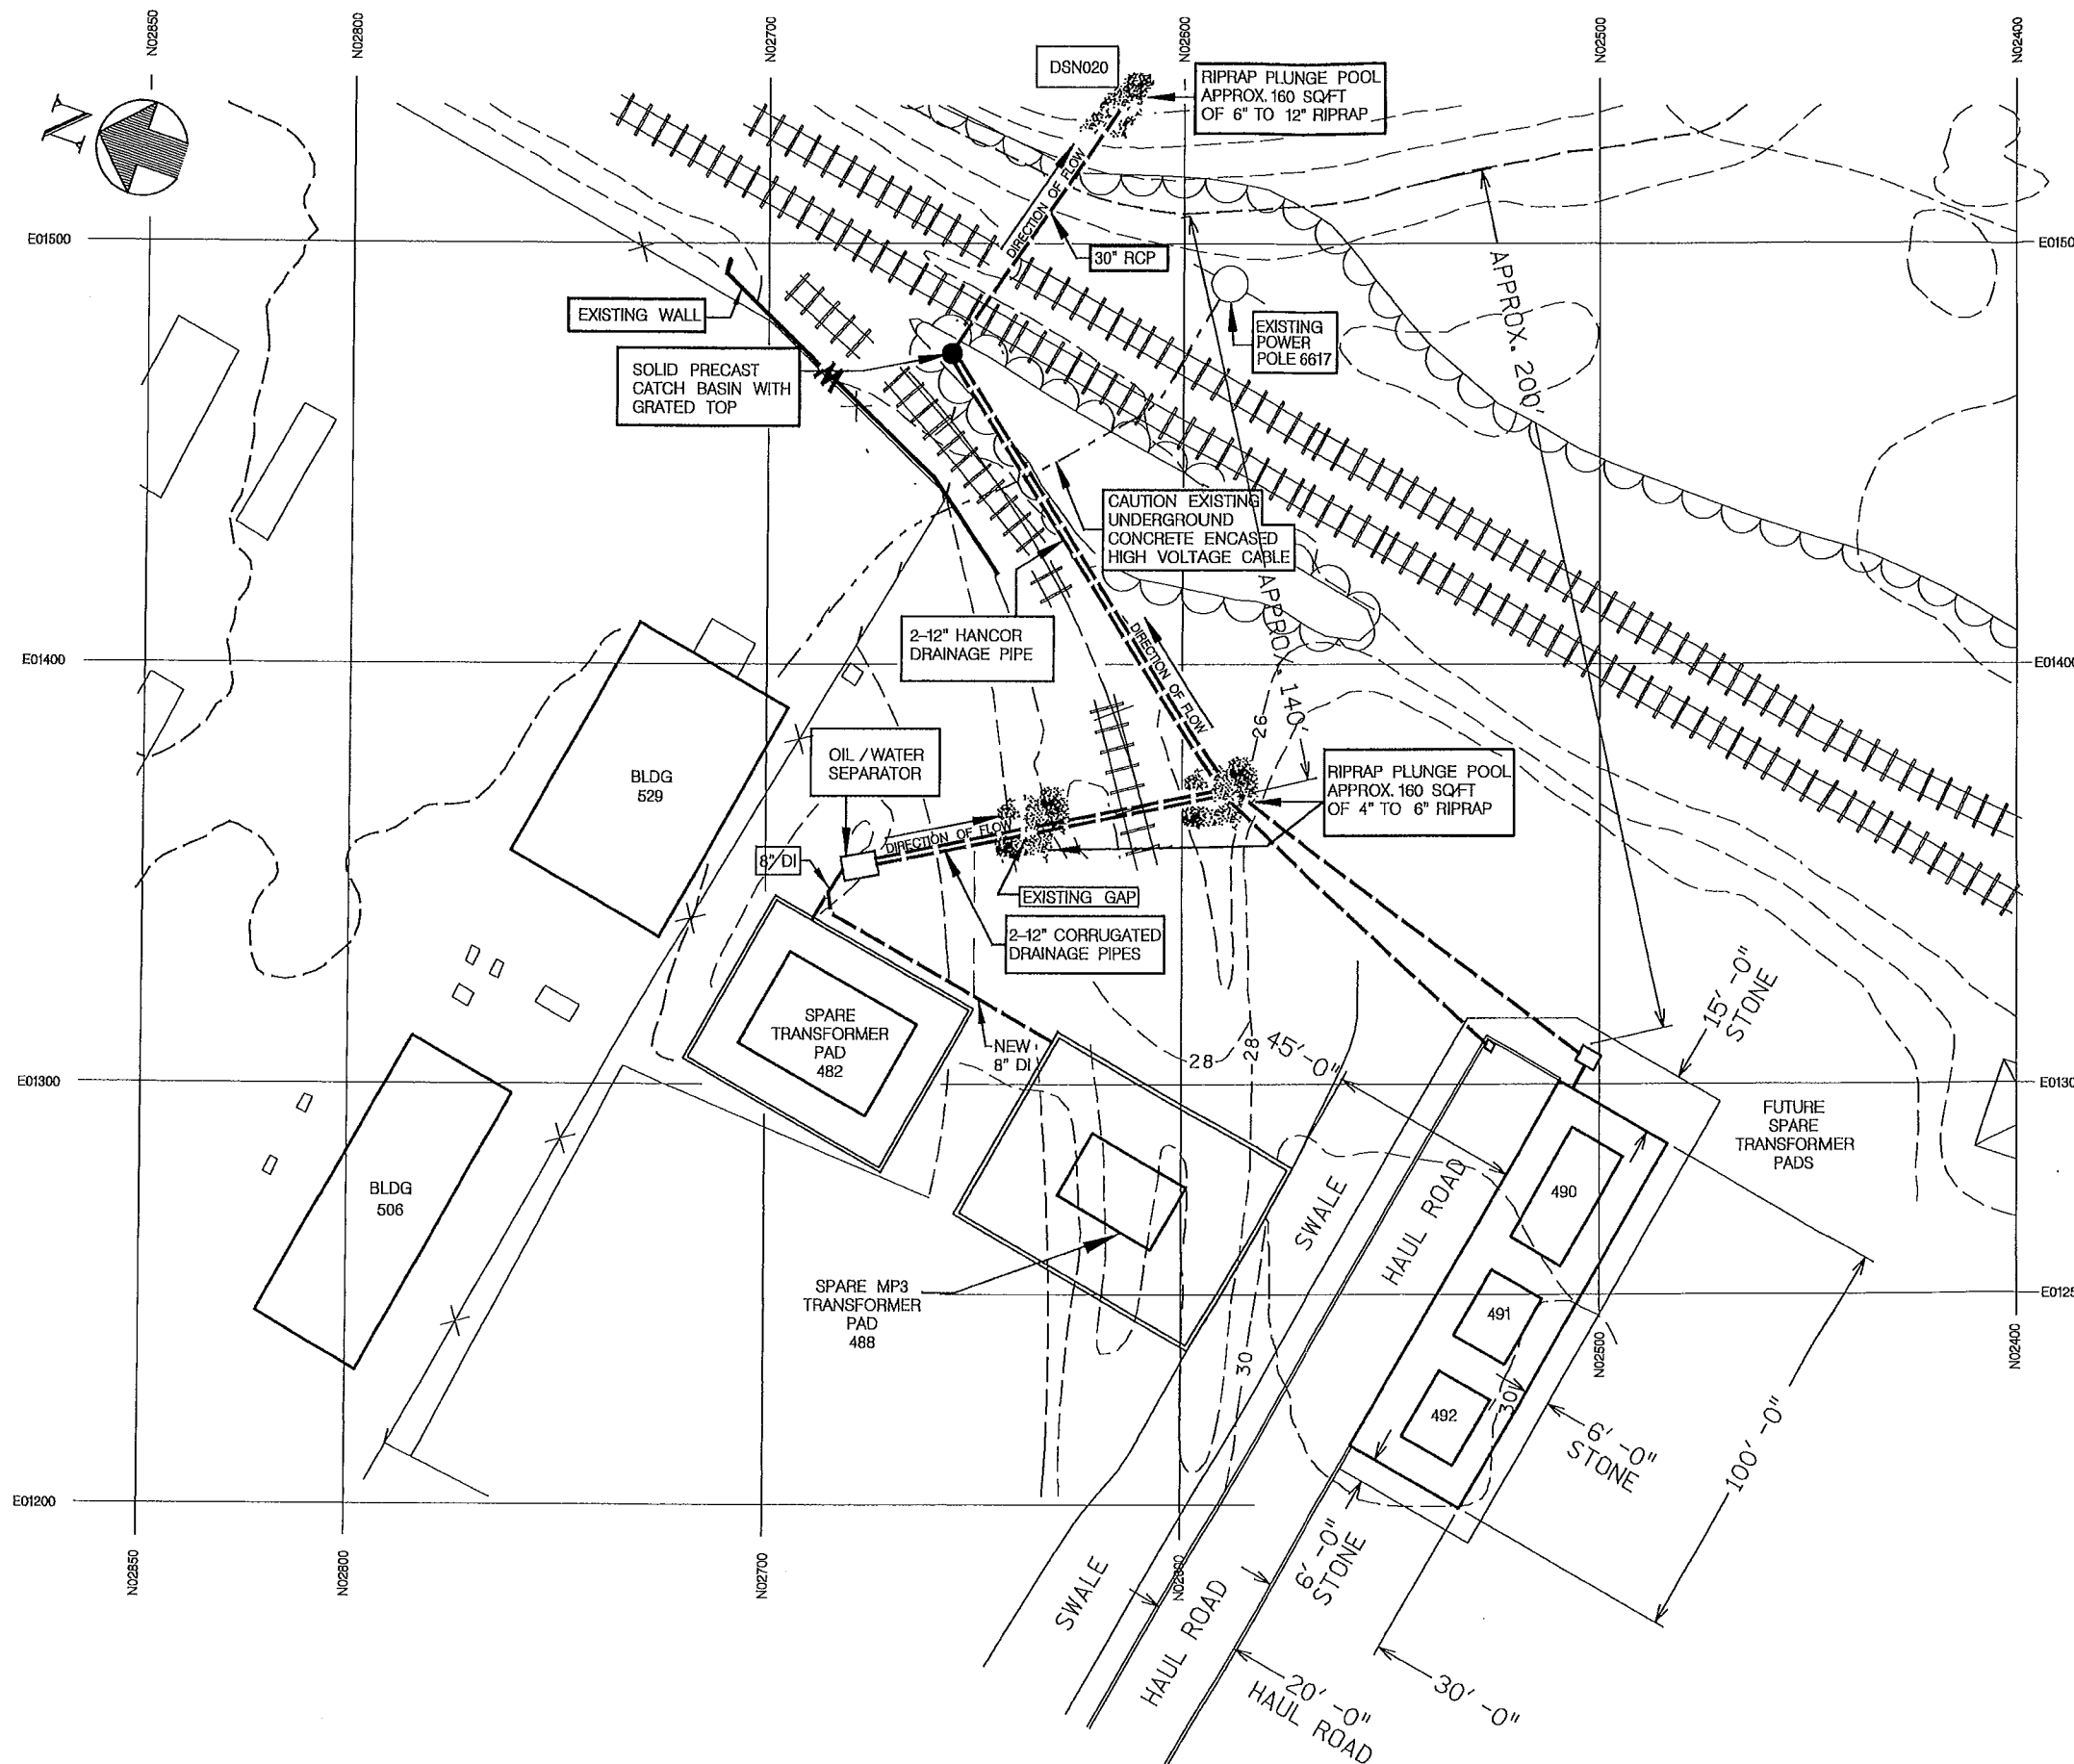 N02850
N02800
N02700
N02600
N02500
N02400
N
DSN020
RIPRAP PLUNGE POOL
APPROX. 160 SQ/FT
OF 6" TO 12" RIPRAP
DIRECTION OF FLOW
30" RCP
E01500
E0150
EXISTING WALL
EXISTING
POWER
POLE 6617
APPROX. 200'
SOLID PRECAST
CATCH BASIN WITH
GRATED TOP
CAUTION EXISTING
UNDERGROUND
CONCRETE ENCASED
HIGH VOLTAGE CABLE
APPROX. 140'
2-12" HANCOR
DRAINAGE PIPE
DIRECTION OF FLOW
E01400
E0140
26
OIL / WATER
SEPARATOR
BLDG
529
RIPRAP PLUNGE POOL
APPROX. 160 SQ/FT
OF 4" TO 6" RIPRAP
DIRECTION OF FLOW
8" DI
EXISTING GAP
2-12" CORRUGATED
DRAINAGE PIPES
15'-0"
STONE
SPARE
TRANSFORMER
PAD
482
NEW
8" DI
28
28
45'-0"
E01300
E0130
FUTURE
SPARE
TRANSFORMER
PADS
BLDG
506
SWALE
HAUL ROAD
490
SPARE MP3
TRANSFORMER
PAD
488
E0125
491
30
N02500
N02400
492
30
6'-0"
STONE
100'-0"
E01200
N02850
N02800
N02700
N02600
6'-0"
STONE
SWALE
HAUL ROAD
20'-0"
HAUL ROAD
30'-0"